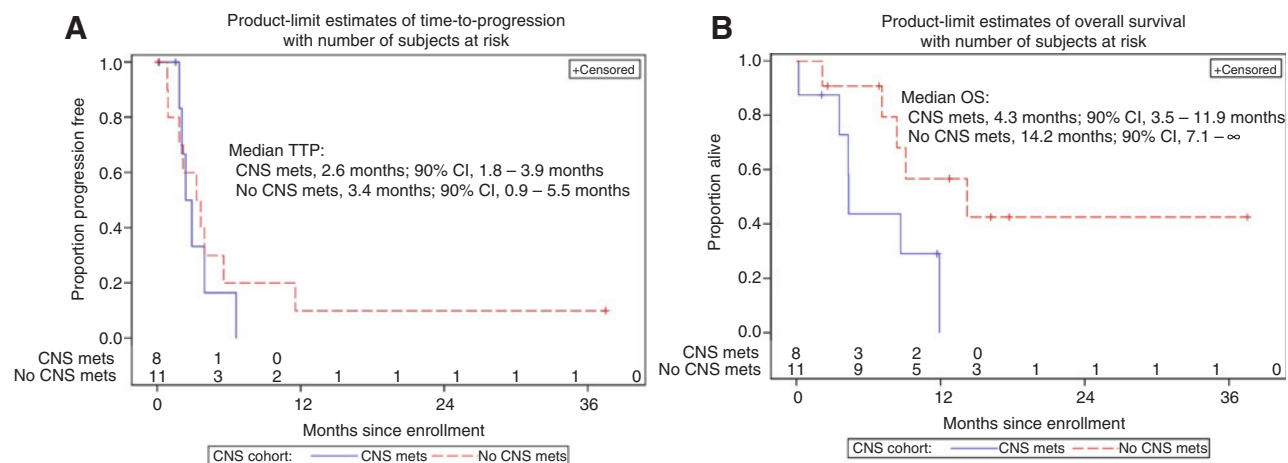 A
Product-limit estimates of time-to-progression
with number of subjects at risk
+Censored
Proportion progression free
1.0
0.8
0.6
0.4
0.2
0.0
Median TTP:
CNS mets, 2.6 months; 90% CI, 1.8 – 3.9 months
No CNS mets, 3.4 months; 90% CI, 0.9 – 5.5 months
CNS mets 8 1 0
No CNS mets 11 3 2 1 1 1 1 1 0
0 12 24 36
Months since enrollment
CNS cohort: CNS mets No CNS mets
B
Product-limit estimates of overall survival
with number of subjects at risk
+Censored
Proportion alive
1.0
0.8
0.6
0.4
0.2
0.0
Median OS:
CNS mets, 4.3 months; 90% CI, 3.5 – 11.9 months
No CNS mets, 14.2 months; 90% CI, 7.1 – ∞
CNS mets 8 3 2 0
No CNS mets 11 9 5 3 1 1 1 1 0
0 12 24 36
Months since enrollment
CNS cohort: CNS mets No CNS mets